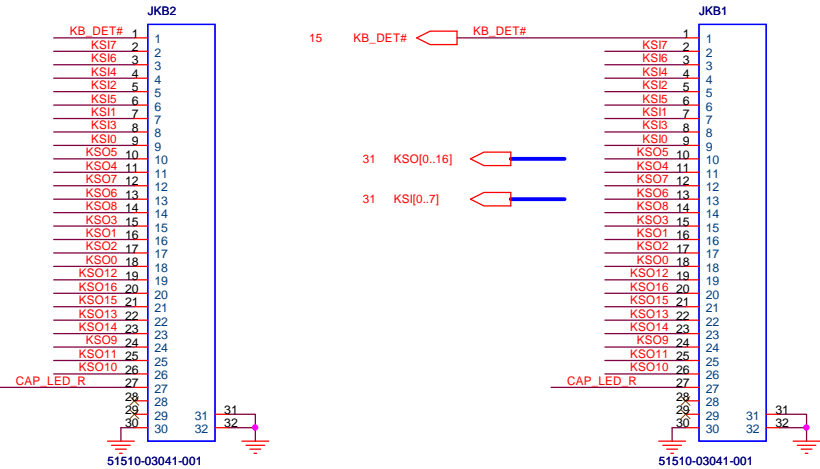 JKB2
KB_DET# 1 1
KSI7 2 2
KSI6 3 3
KSI4 4 4
KSI2 5 5
KSI5 6 6
KSI1 7 7
KSI3 8 8
KSI0 9 9
KSO5 10 10
KSO4 11 11
KSO7 12 12
KSO6 13 13
KSO8 14 14
KSO3 15 15
KSO1 16 16
KSO2 17 17
KSO0 18 18
KSO12 19 19
KSO16 20 20
KSO15 21 21
KSO13 22 22
KSO14 23 23
KSO9 24 24
KSO11 25 25
KSO10 26 26
CAP_LED_R 27 27
28 28
29 29 31 31
30 30 32 32
51510-03041-001
15 KB_DET# KB_DET#
31 KSO[0..16]
31 KSI[0..7]
JKB1
1 1
KSI7 2 2
KSI6 3 3
KSI4 4 4
KSI2 5 5
KSI5 6 6
KSI1 7 7
KSI3 8 8
KSI0 9 9
KSO5 10 10
KSO4 11 11
KSO7 12 12
KSO6 13 13
KSO8 14 14
KSO3 15 15
KSO1 16 16
KSO2 17 17
KSO0 18 18
KSO12 19 19
KSO16 20 20
KSO15 21 21
KSO13 22 22
KSO14 23 23
KSO9 24 24
KSO11 25 25
KSO10 26 26
CAP_LED_R 27 27
28 28
29 29 31 31
30 30 32 32
51510-03041-001